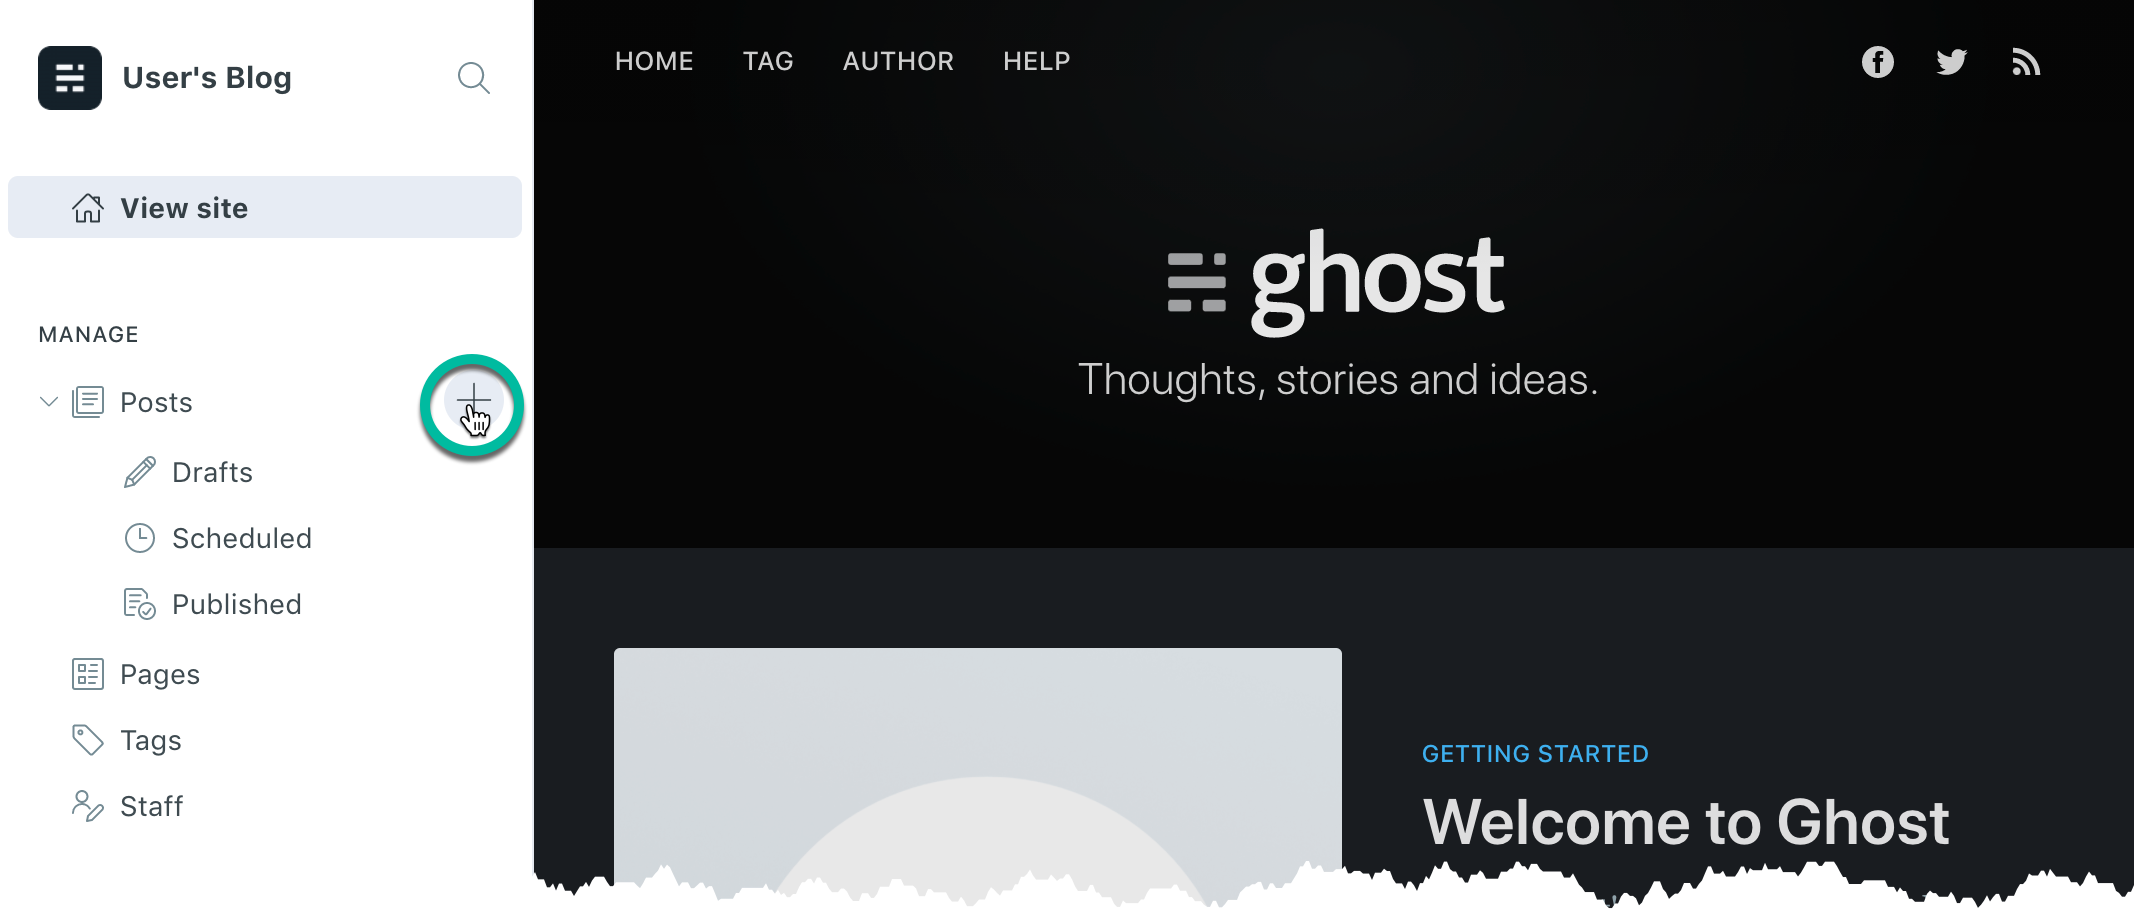 User's Blog
View site
MANAGE
Posts
Drafts
Scheduled
Published
Pages
Tags
Staff
HOME TAG AUTHOR HELP
ghost
Thoughts, stories and ideas.
GETTING STARTED
Welcome to Ghost